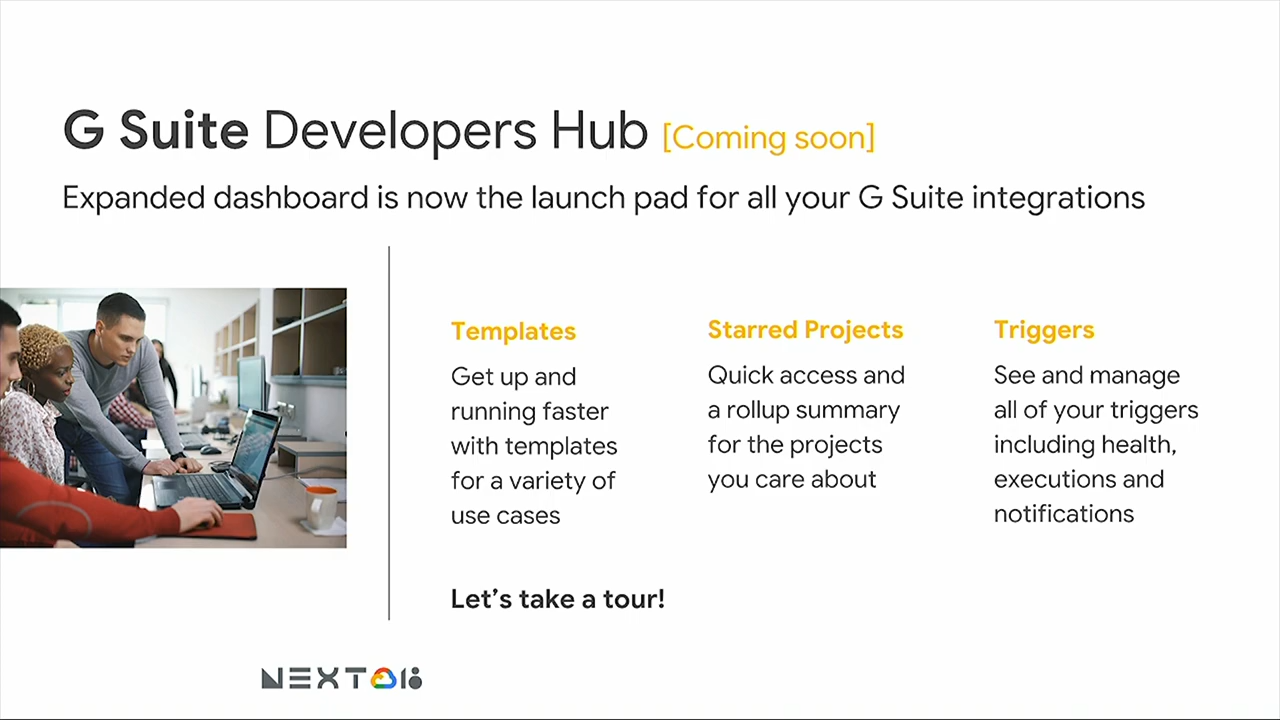 G Suite Developers Hub [Coming soon]
Expanded dashboard is now the launch pad for all your G Suite integrations
Templates
Get up and
running faster
with templates
for a variety of
use cases
Starred Projects
Quick access and
a rollup summary
for the projects
you care about
Triggers
See and manage
all of your triggers
including health,
executions and
notifications
Let’s take a tour!
NEXT 18